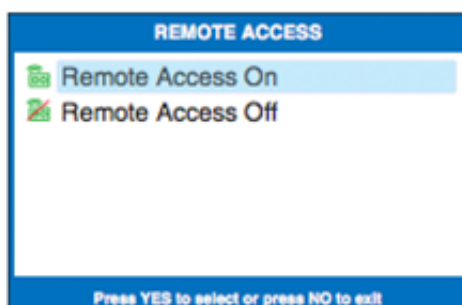 REMOTE ACCESS
Remote Access On
Remote Access Off
Press YES to select or press NO to exit